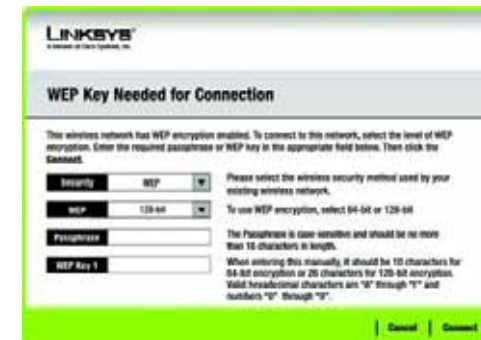 LINKSYS®
A Division of Cisco Systems, Inc.
WEP Key Needed for Connection
This wireless network has WEP encryption enabled. To connect to this network, select the level of WEP
encryption. Enter the required passphrase or WEP key in the appropriate field below. Then click the
Connect.
Security WEP Please select the wireless security method used by your
existing wireless network.
WEP 128-bit To use WEP encryption, select 64-bit or 128-bit
Passphrase The Passphrase is case-sensitive and should be no more
than 16 characters in length.
WEP Key 1 When entering this manually, it should be 10 characters for
64-bit encryption or 26 characters for 128-bit encryption.
Valid hexadecimal characters are "A" through "F" and
numbers "0" through "9".
Cancel Connect